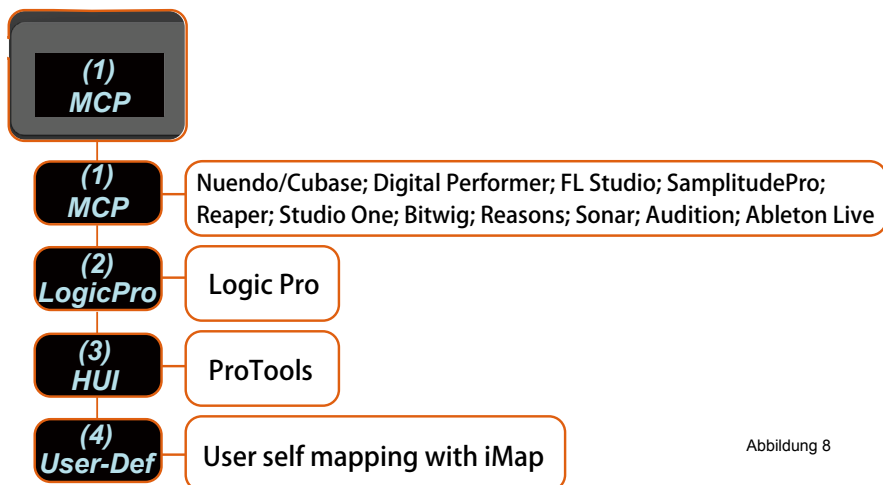 (1)
MCP
(1)
MCP
Nuendo/Cubase; Digital Performer; FL Studio; SamplitudePro;
Reaper; Studio One; Bitwig; Reasons; Sonar; Audition; Ableton Live
(2)
LogicPro
Logic Pro
(3)
HUI
ProTools
(4)
User-Def
User self mapping with iMap
Abbildung 8